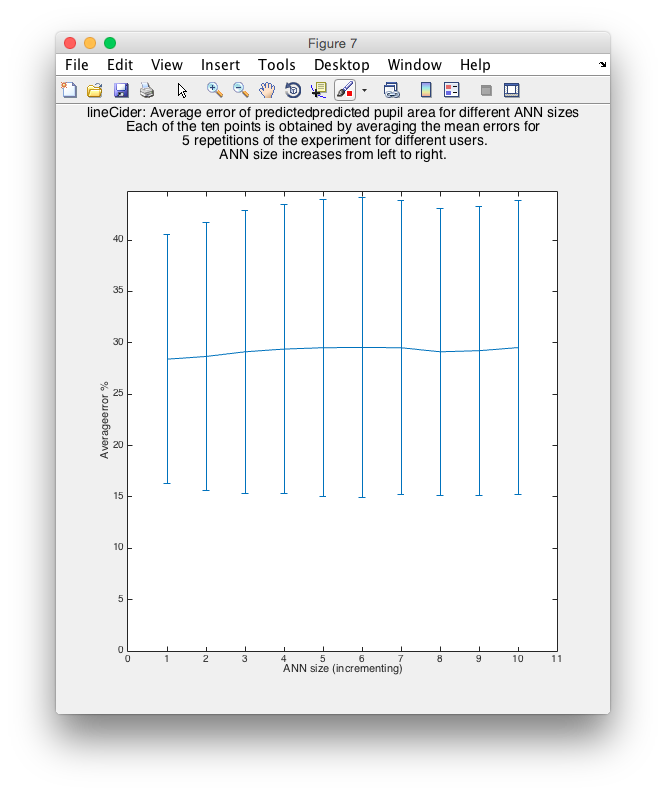 Figure 7
File Edit View Insert Tools Desktop Window Help
lineCider: Average error of predictedpredicted pupil area for different ANN sizes
Each of the ten points is obtained by averaging the mean errors for
5 repetitions of the experiment for different users.
ANN size increases from left to right.
40
35
30
25
20
15
10
5
0
Averageerror %
0 1 2 3 4 5 6 7 8 9 10 11
ANN size (incrementing)